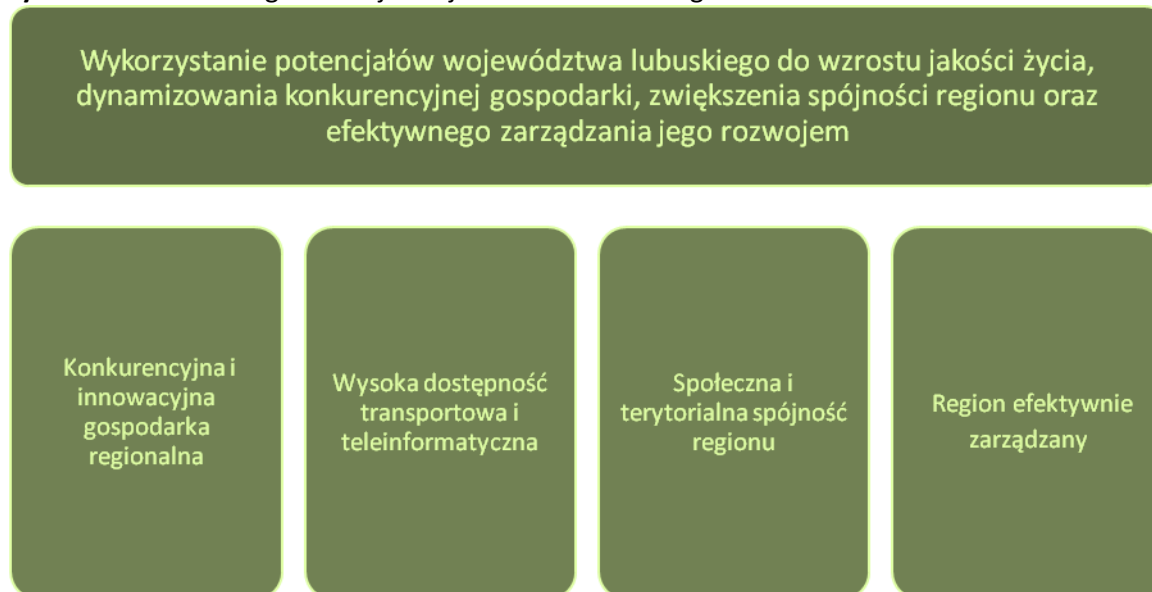 Wykorzystanie potencjałów województwa lubuskiego do wzrostu jakości życia,
dynamizowania konkurencyjnej gospodarki, zwiększenia spójności regionu oraz
efektywnego zarządzania jego rozwojem
Konkurencyjna i
innowacyjna
gospodarka
regionalna
Wysoka dostępność
transportowa i
teleinformatyczna
Społeczna i
terytorialna spójność
regionu
Region efektywnie
zarządzany